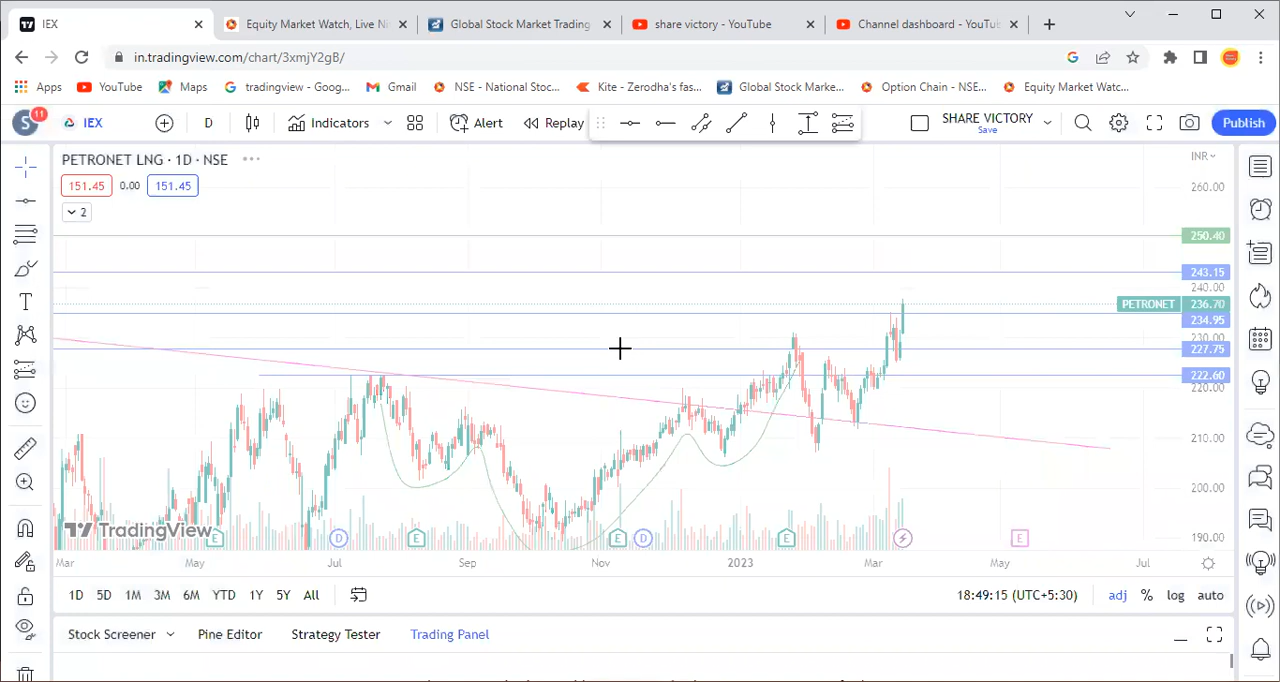 IEX
Equity Market Watch, Live Ni
Global Stock Market Trading
share victory - YouTube
Channel dashboard - YouTu
in.tradingview.com/chart/3xmjY2gB/
Apps
YouTube
Maps
tradingview - Goog...
Gmail
NSE - National Stoc...
Kite - Zerodha's fas...
Global Stock Marke...
Option Chain - NSE...
Equity Market Watc...
S
11
IEX
D
Indicators
Alert
Replay
SHARE VICTORY
Save
Publish
PETRONET LNG · 1D · NSE
INR
151.45
0.00
151.45
2
260.00
250.40
243.15
240.00
PETRONET 236.70
234.95
230.00
227.75
222.60
220.00
210.00
200.00
190.00
TradingView
E
D
E
E
D
E
E
Mar
May
Jul
Sep
Nov
2023
Mar
May
Jul
1D
5D
1M
3M
6M
YTD
1Y
5Y
All
18:49:15 (UTC+5:30)
adj
%
log
auto
Stock Screener
Pine Editor
Strategy Tester
Trading Panel